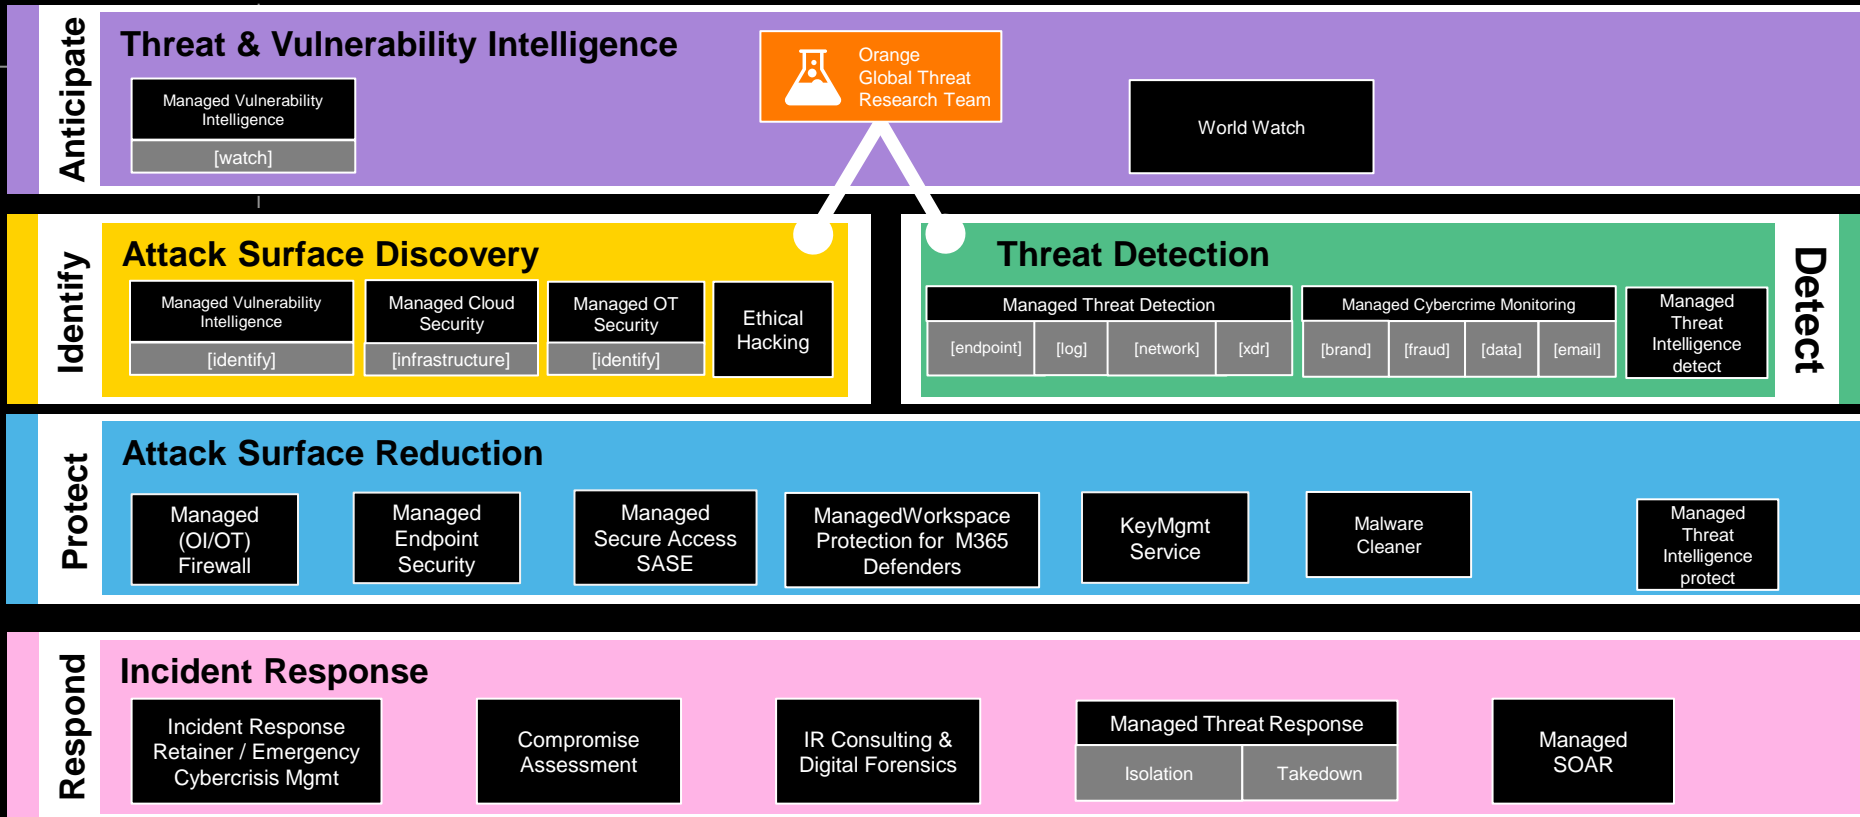 Anticipate
Threat & Vulnerability Intelligence
Managed Vulnerability
Intelligence
[watch]
Orange
Global Threat
Research Team
World Watch
Identify
Attack Surface Discovery
Managed Vulnerability
Intelligence
[identify]
Managed Cloud
Security
[infrastructure]
Managed OT
Security
[identify]
Ethical
Hacking
Threat Detection
Managed Threat Detection
[endpoint]
[log]
[network]
[xdr]
Managed Cybercrime Monitoring
[brand]
[fraud]
[data]
[email]
Managed
Threat
Intelligence
detect
Detect
Protect
Attack Surface Reduction
Managed
(OI/OT)
Firewall
Managed
Endpoint
Security
Managed
Secure Access
SASE
ManagedWorkspace
Protection for M365
Defenders
KeyMgmt
Service
Malware
Cleaner
Managed
Threat
Intelligence
protect
Respond
Incident Response
Incident Response
Retainer / Emergency
Cybercrisis Mgmt
Compromise
Assessment
IR Consulting &
Digital Forensics
Managed Threat Response
Isolation
Takedown
Managed
SOAR